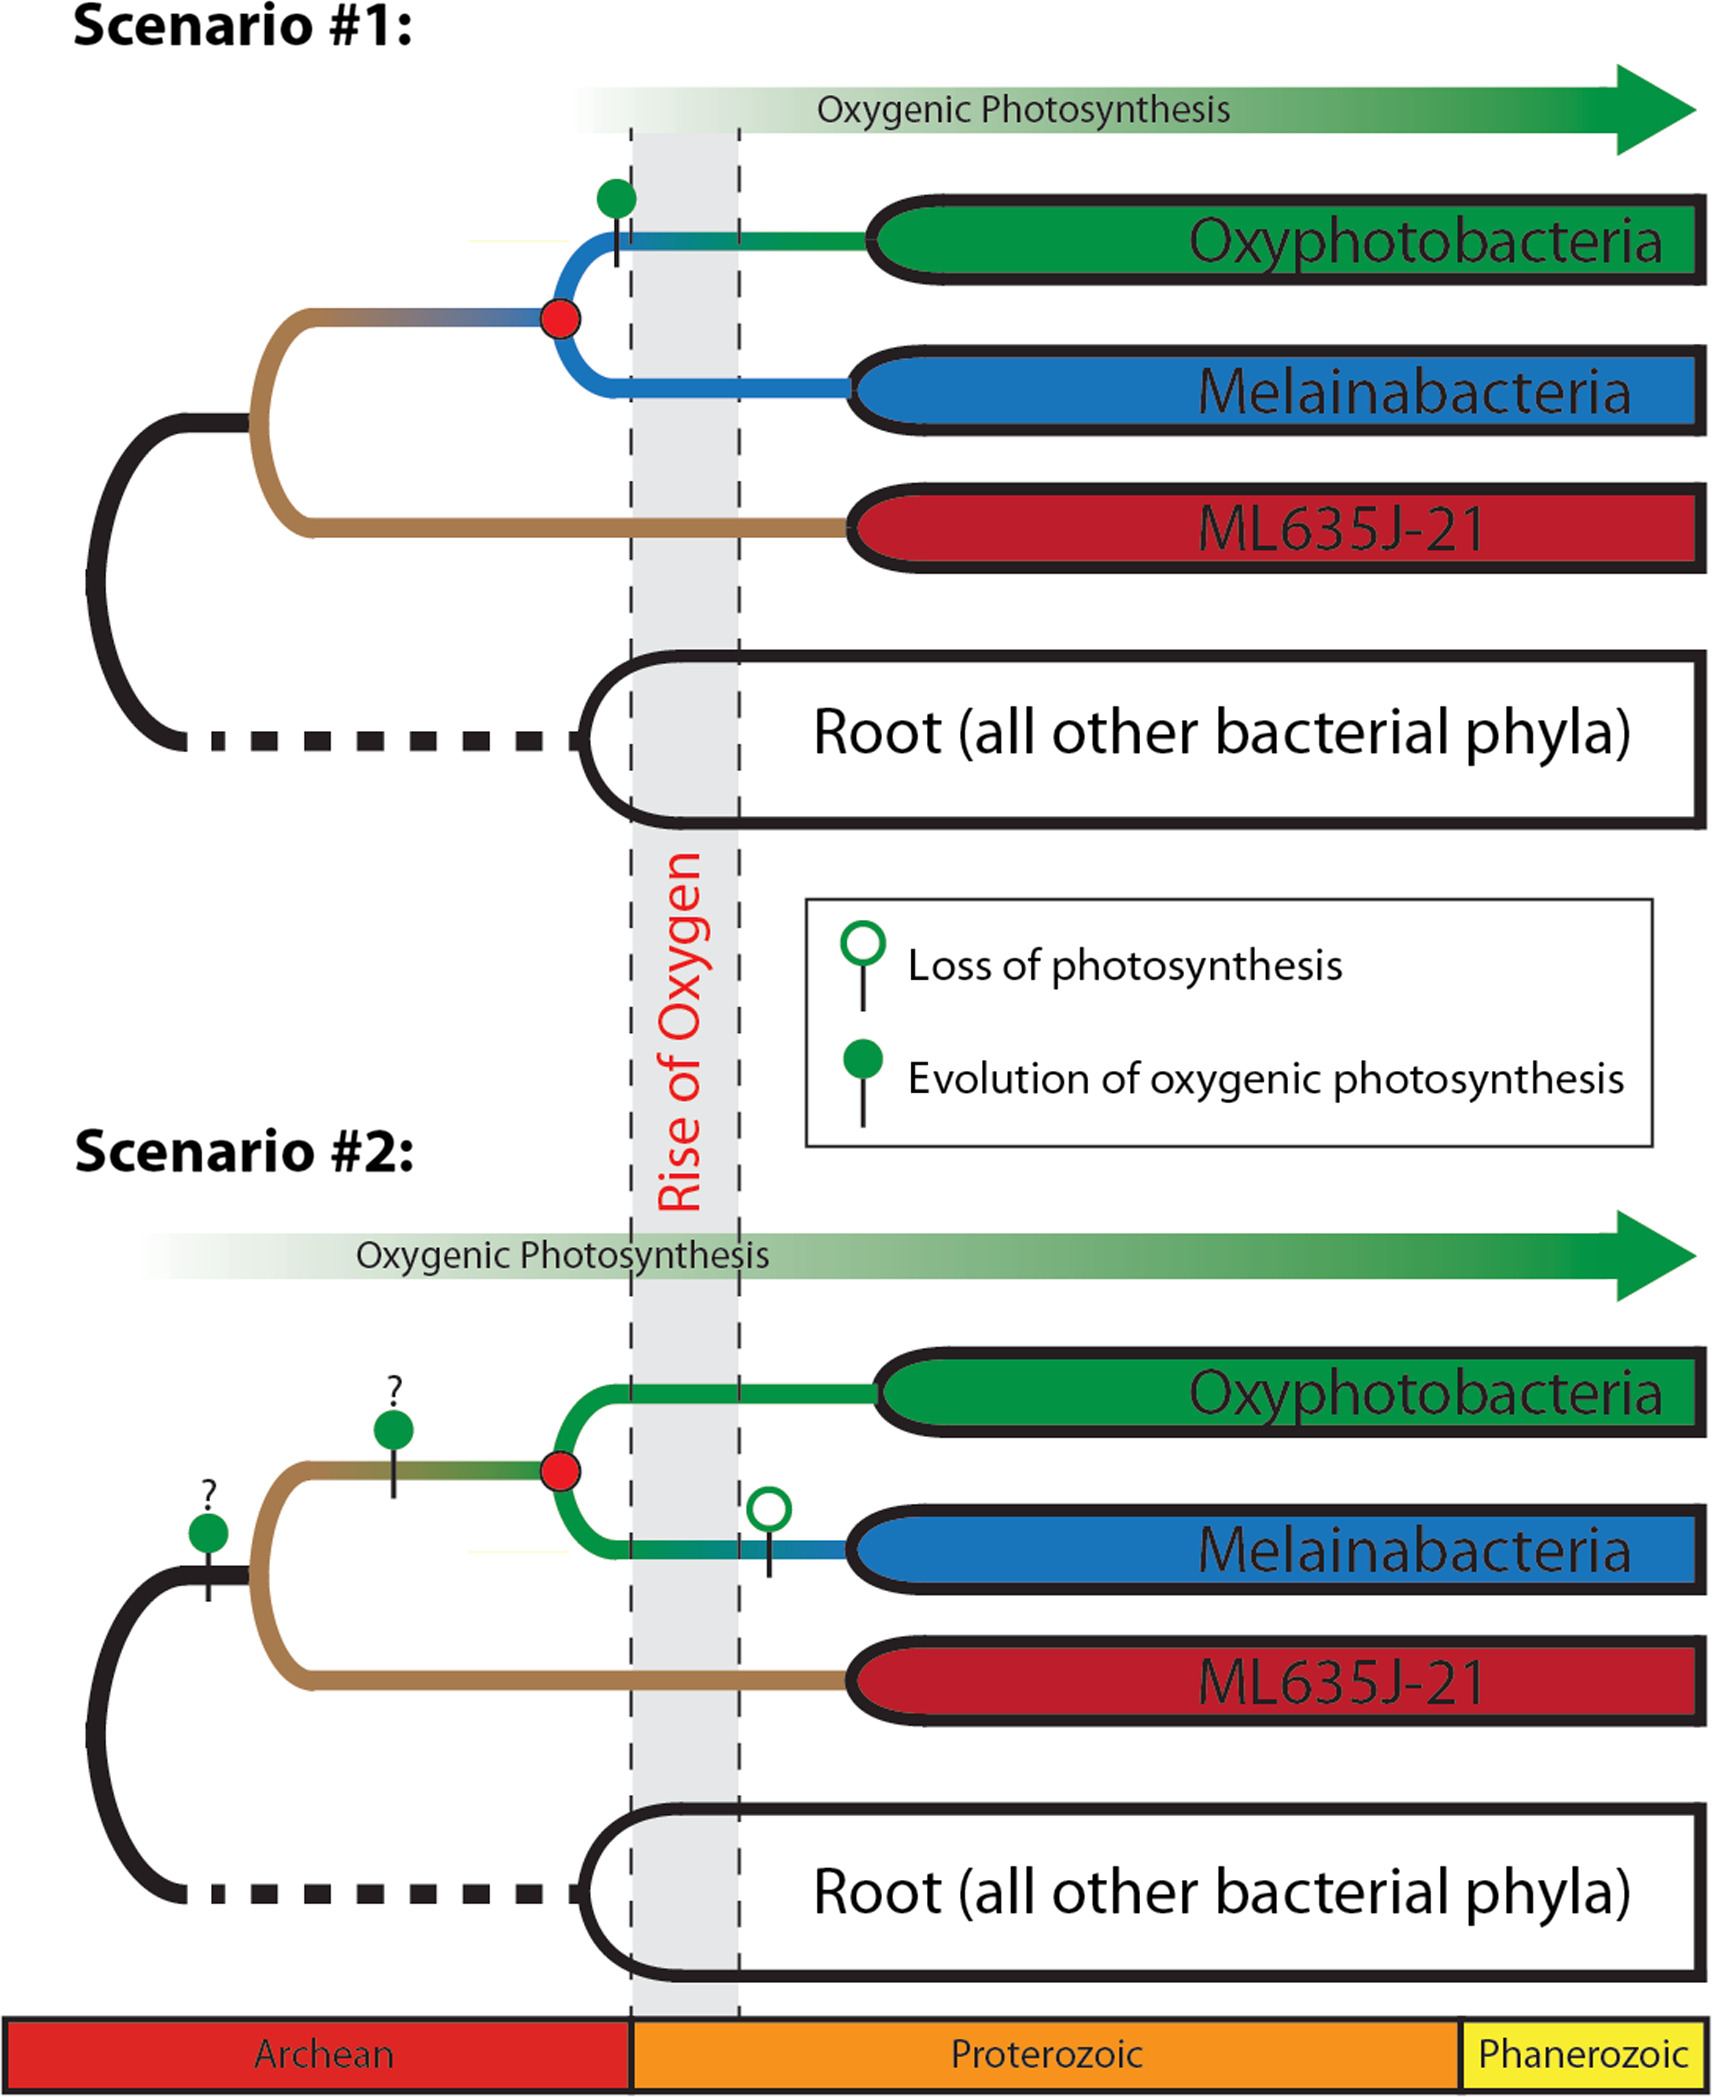 Scenario #1:
Oxygenic Photosynthesis
Oxyphotobacteria
Melainabacteria
ML635J-21
Root (all other bacterial phyla)
Rise of Oxygen
Loss of photosynthesis
Evolution of oxygenic photosynthesis
Scenario #2:
Oxygenic Photosynthesis
Oxyphotobacteria
?
?
Melainabacteria
ML635J-21
Root (all other bacterial phyla)
Archean
Proterozoic
Phanerozoic